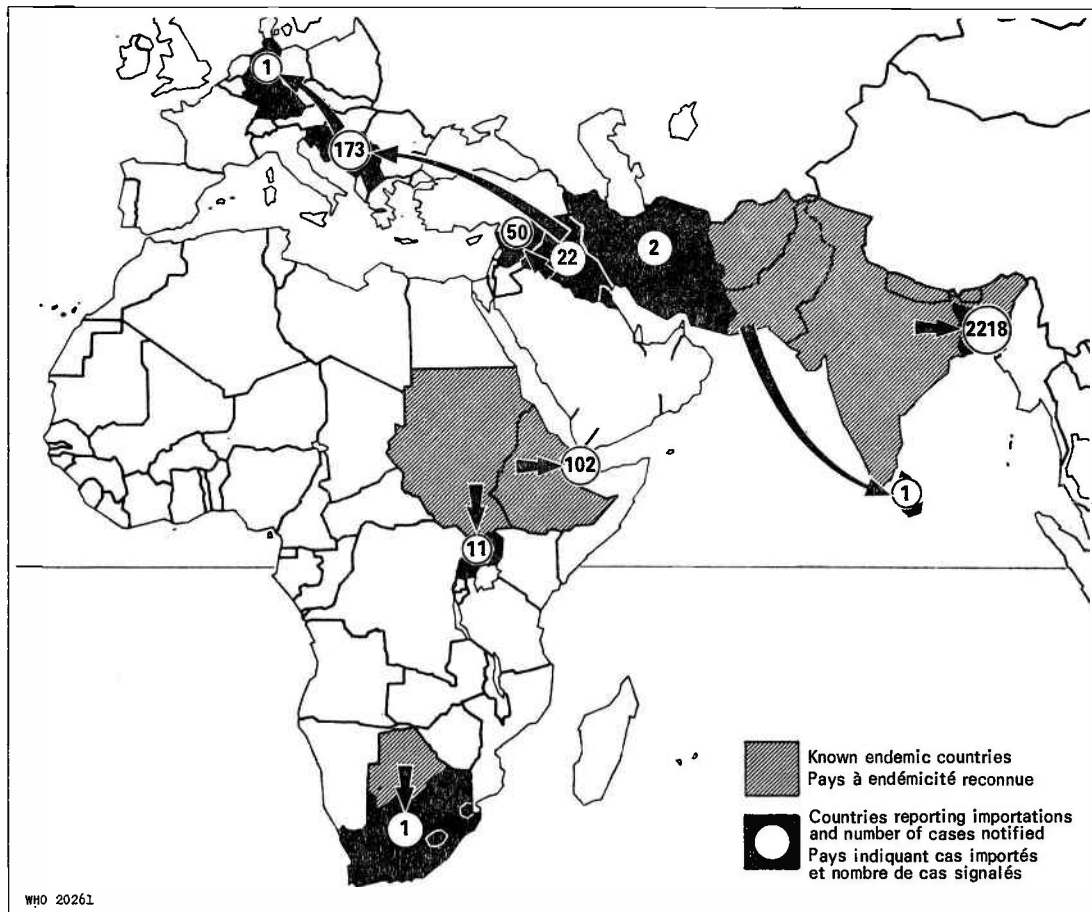 1
173
50
22
2
2218
102
1
11
1
Known endemic countries
Pays à endémicité reconnue
Countries reporting importations
and number of cases notified
Pays indiquant cas importés
et nombre de cas signalés
WHO 20261